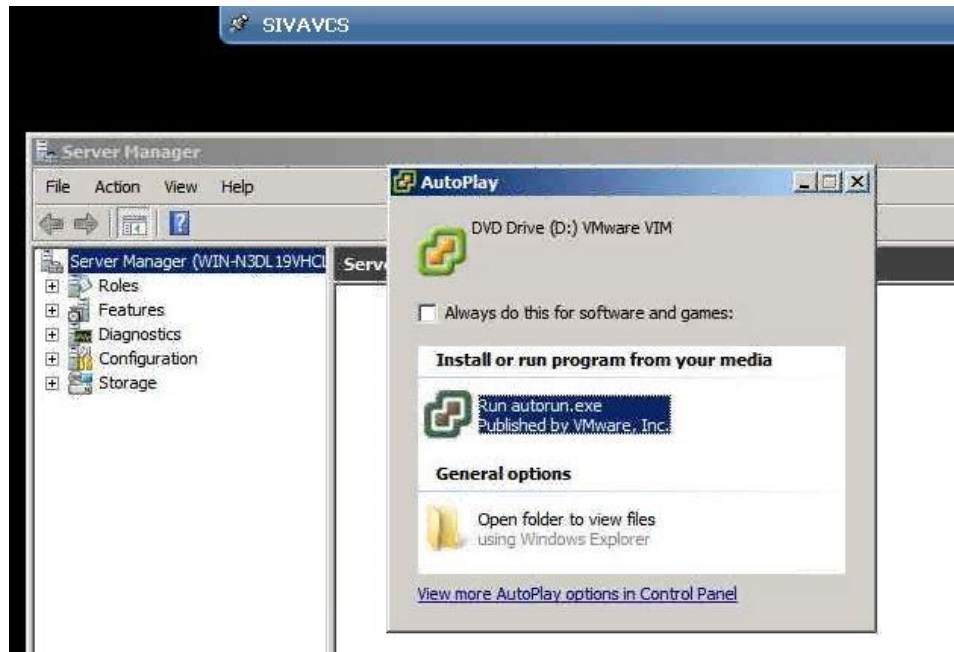 SIVAVCS
Server Manager
File Action View Help
Server Manager (WIN-N3DL19VHCL
Roles
Features
Diagnostics
Configuration
Storage
Serv
AutoPlay
DVD Drive (D:) VMware VIM
Always do this for software and games:
Install or run program from your media
Run autorun.exe
Published by VMware, Inc.
General options
Open folder to view files
using Windows Explorer
View more AutoPlay options in Control Panel